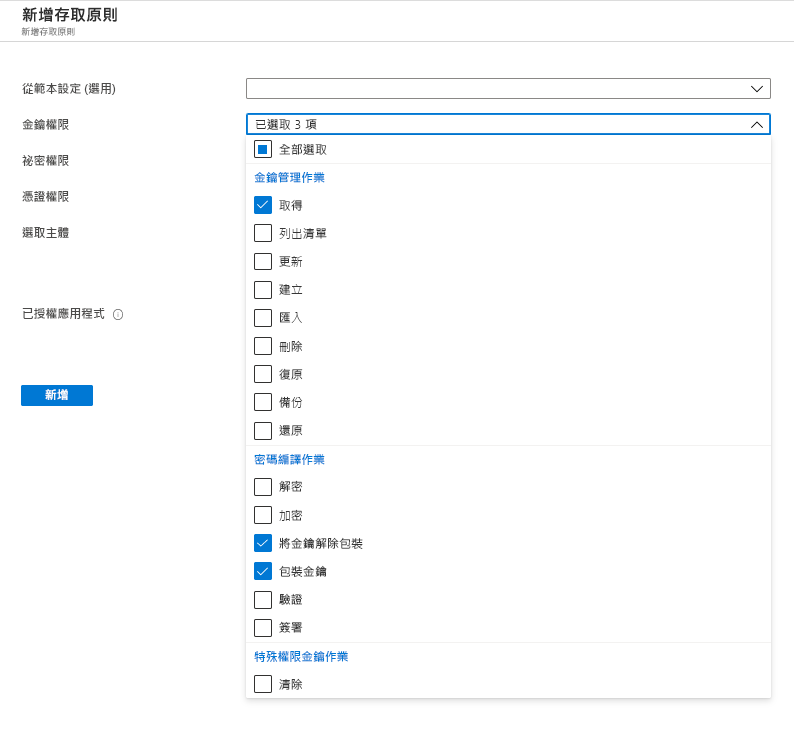 新增存取原則
新增存取原則
從範本設定 (選用)
金鑰權限
已選取 3 項
祕密權限
憑證權限
選取主體
已授權應用程式
新增
全部選取
金鑰管理作業
取得
列出清單
更新
建立
匯入
刪除
復原
備份
還原
密碼編譯作業
解密
加密
將金鑰解除包裝
包裝金鑰
驗證
簽署
特殊權限金鑰作業
清除